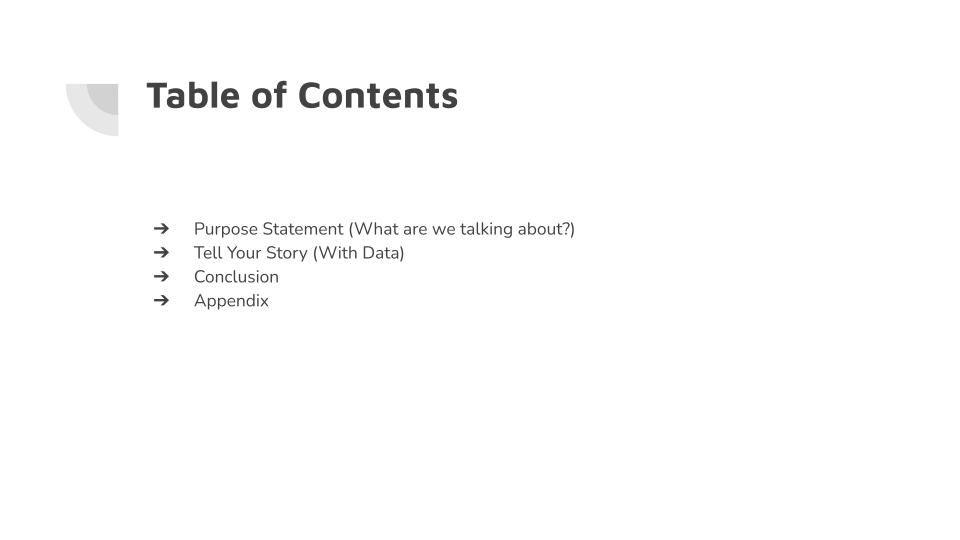 Table of Contents
➔ Purpose Statement (What are we talking about?)
➔ Tell Your Story (With Data)
➔ Conclusion
➔ Appendix